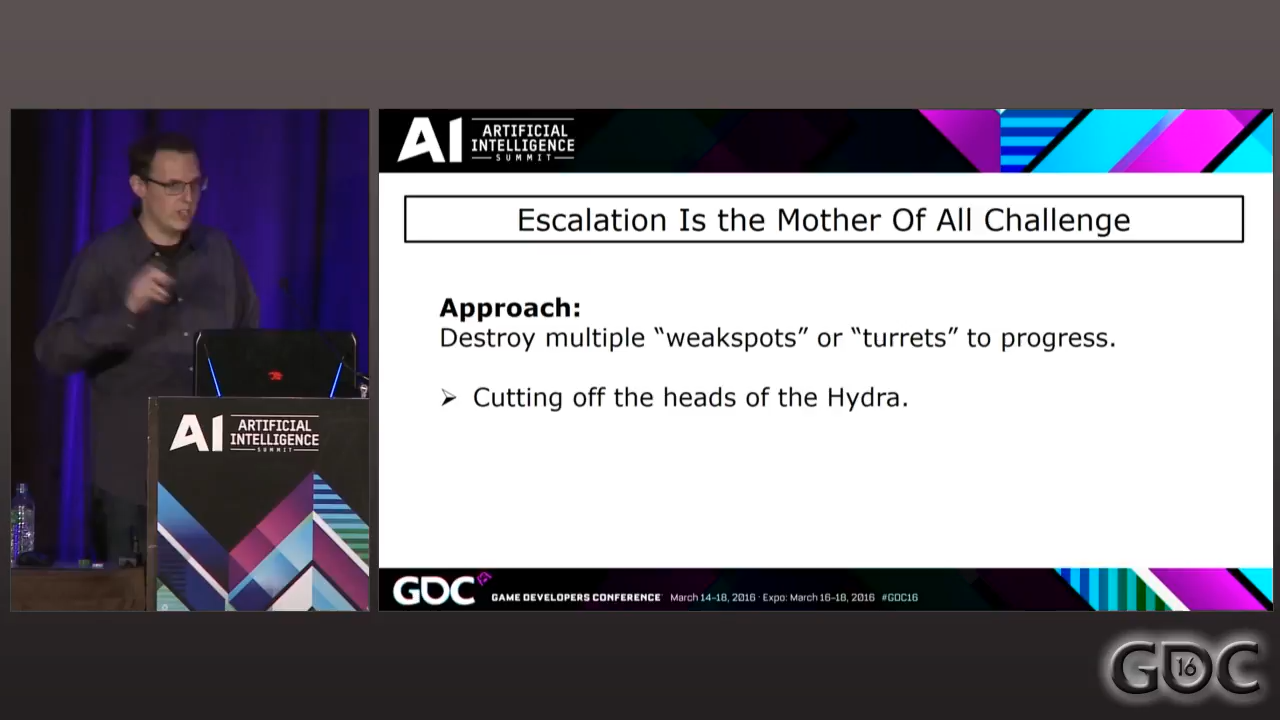 AI ARTIFICIAL
INTELLIGENCE
SUMMIT
Escalation Is the Mother Of All Challenge
Approach:
Destroy multiple “weakspots” or “turrets” to progress.
➢ Cutting off the heads of the Hydra.
AI ARTIFICIAL
INTELLIGENCE
SUMMIT
GDC GAME DEVELOPERS CONFERENCE March 14-18, 2016 · Expo: March 16-18, 2016 #GDC16
GDC 16